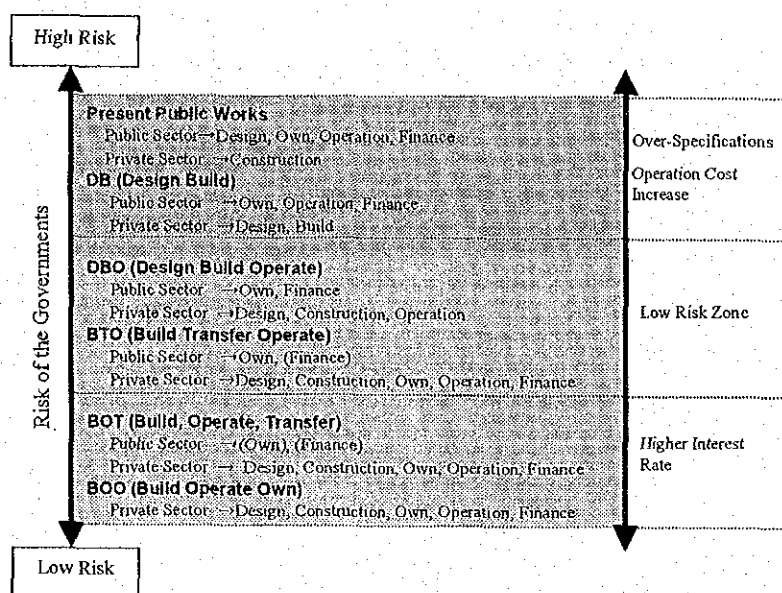 High Risk
Risk of the Governments
Present Public Works
Public Sector →Design, Own, Operation, Finance
Private Sector →Construction
DB (Design Build)
Public Sector →Own, Operation, Finance
Private Sector →Design, Build
Over-Specifications
Operation Cost
Increase
DBO (Design Build Operate)
Public Sector →Own, Finance
Private Sector →Design, Construction, Operation
BTO (Build Transfer Operate)
Public Sector →Own, (Finance)
Private Sector →Design, Construction, Own, Operation, Finance
Low Risk Zone
BOT (Build, Operate, Transfer)
Public Sector →(Own), (Finance)
Private Sector → Design, Construction, Own, Operation, Finance
BOO (Build Operate Own)
Private Sector →Design, Construction, Own, Operation, Finance
Higher Interest
Rate
Low Risk